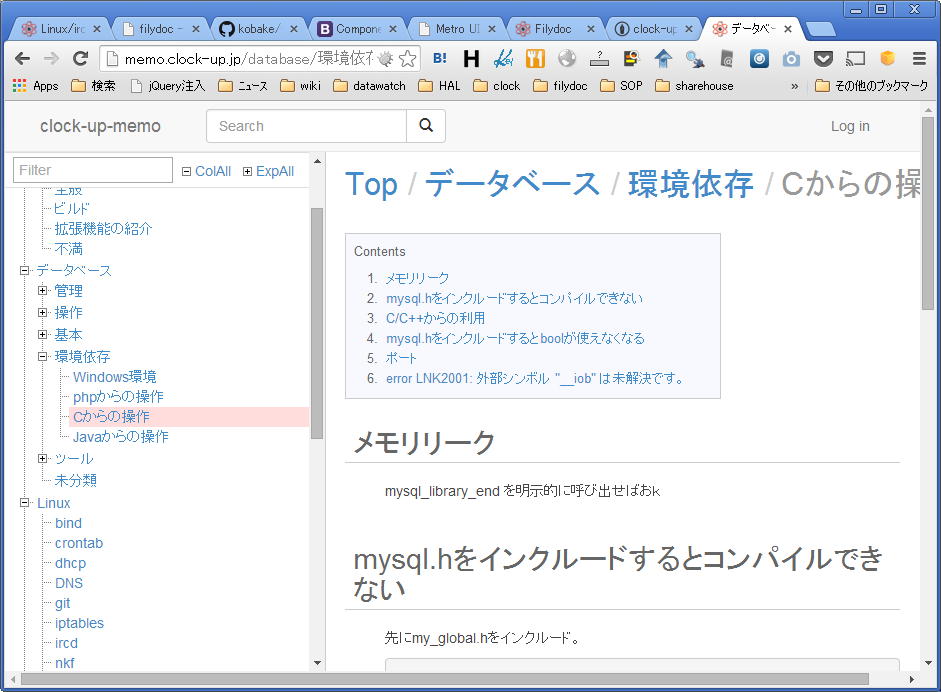 Linux/irc
filydoc -
kobake/
Compone
Metro UI
Filydoc
clock-up
データベー
memo.clock-up.jp/database/環境依存
Apps 検索 jQuery注入 ニュース wiki datawatch HAL clock filydoc SOP sharehouse » その他のブックマーク
clock-up-memo
Search
Log in
Filter
ColAll ExpAll
ビルド
拡張機能の紹介
不満
データベース
管理
操作
基本
環境依存
Windows環境
phpからの操作
Cからの操作
Javaからの操作
ツール
未分類
Linux
bind
crontab
dhcp
DNS
git
iptables
ircd
nkf
Top / データベース / 環境依存 / Cからの操
Contents
1. メモリリーク
2. mysql.hをインクルードするとコンパイルできない
3. C/C++からの利用
4. mysql.hをインクルードするとboolが使えなくなる
5. ポート
6. error LNK2001: 外部シンボル "__iob" は未解決です。
メモリリーク
mysql_library_end を明示的に呼び出せばおｋ
mysql.hをインクルードするとコンパイルでき
ない
先にmy_global.hをインクルード。